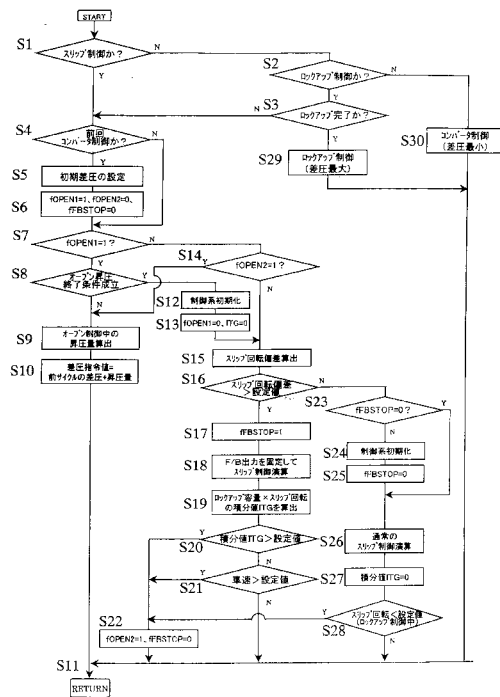 START
S1
スリップ制御か?
N
Y
S2
ロックアップ制御か?
N
Y
S3
ロックアップ完了か?
N
Y
S4
前回
コンバータ制御か?
N
Y
S29
ロックアップ制御
(差圧最大)
S30
コンバータ制御
(差圧最小)
S5
初期差圧の設定
S6
fOPEN1=1、fOPEN2=0、
fFBSTOP=0
S7
fOPEN1=1?
N
Y
S14
fOPEN2=1?
Y
N
S8
オープン昇圧
終了条件成立
Y
N
S12
制御系初期化
S13
fOPEN1=0、ITG=0
S9
オープン制御中の
昇圧量算出
S10
差圧指令値=
前サイクルの差圧+昇圧量
S15
スリップ回転偏差算出
S16
スリップ回転偏差
>設定値
N
Y
S23
fFBSTOP=0?
Y
N
S17
fFBSTOP=1
S24
制御系初期化
S25
fFBSTOP=0
S18
F/B出力を固定して
スリップ制御演算
S19
ロックアップ容量×スリップ回転
の積分値ITGを算出
S20
積分値ITG>設定値
Y
N
S26
通常の
スリップ制御演算
S21
車速>設定値
Y
N
S27
積分値ITG=0
S28
スリップ回転<設定値
(ロックアップ制御中)
Y
N
S22
fOPEN2=1、fFBSTOP=0
S11
RETURN